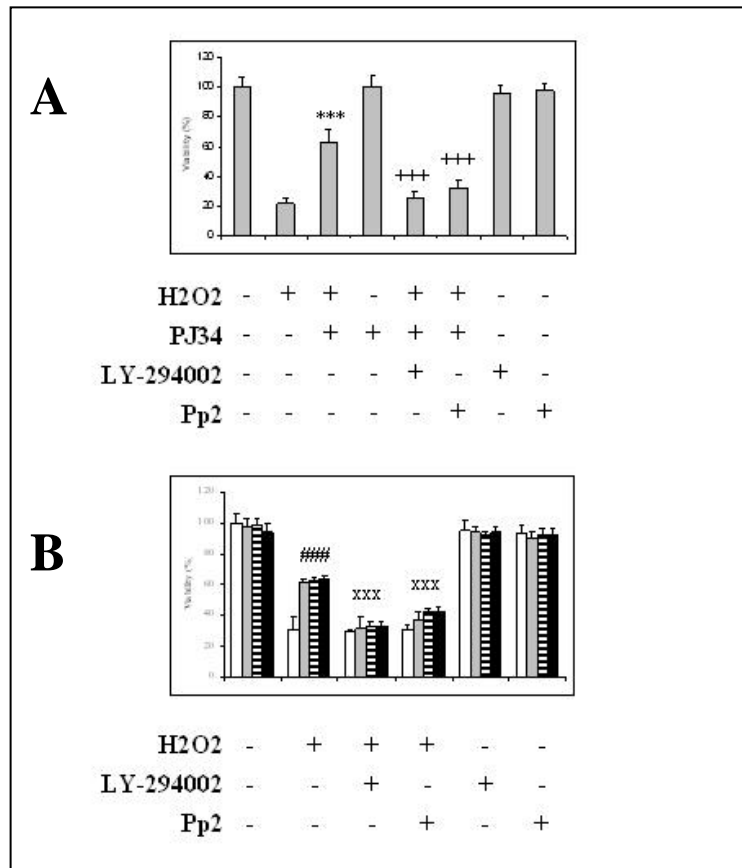 A
Viability (%)
120
100
80
60
40
20
0
***
+++
+++
H2O2 - + + - + + - -
PJ34 - - + + + + - -
LY-294002 - - - - + - + -
Pp2 - - - - - + - +
B
Viability (%
120
100
80
60
40
20
0
###
xxx
xxx
H2O2 - + + + - -
LY-294002 - - + - + -
Pp2 - - - + - +